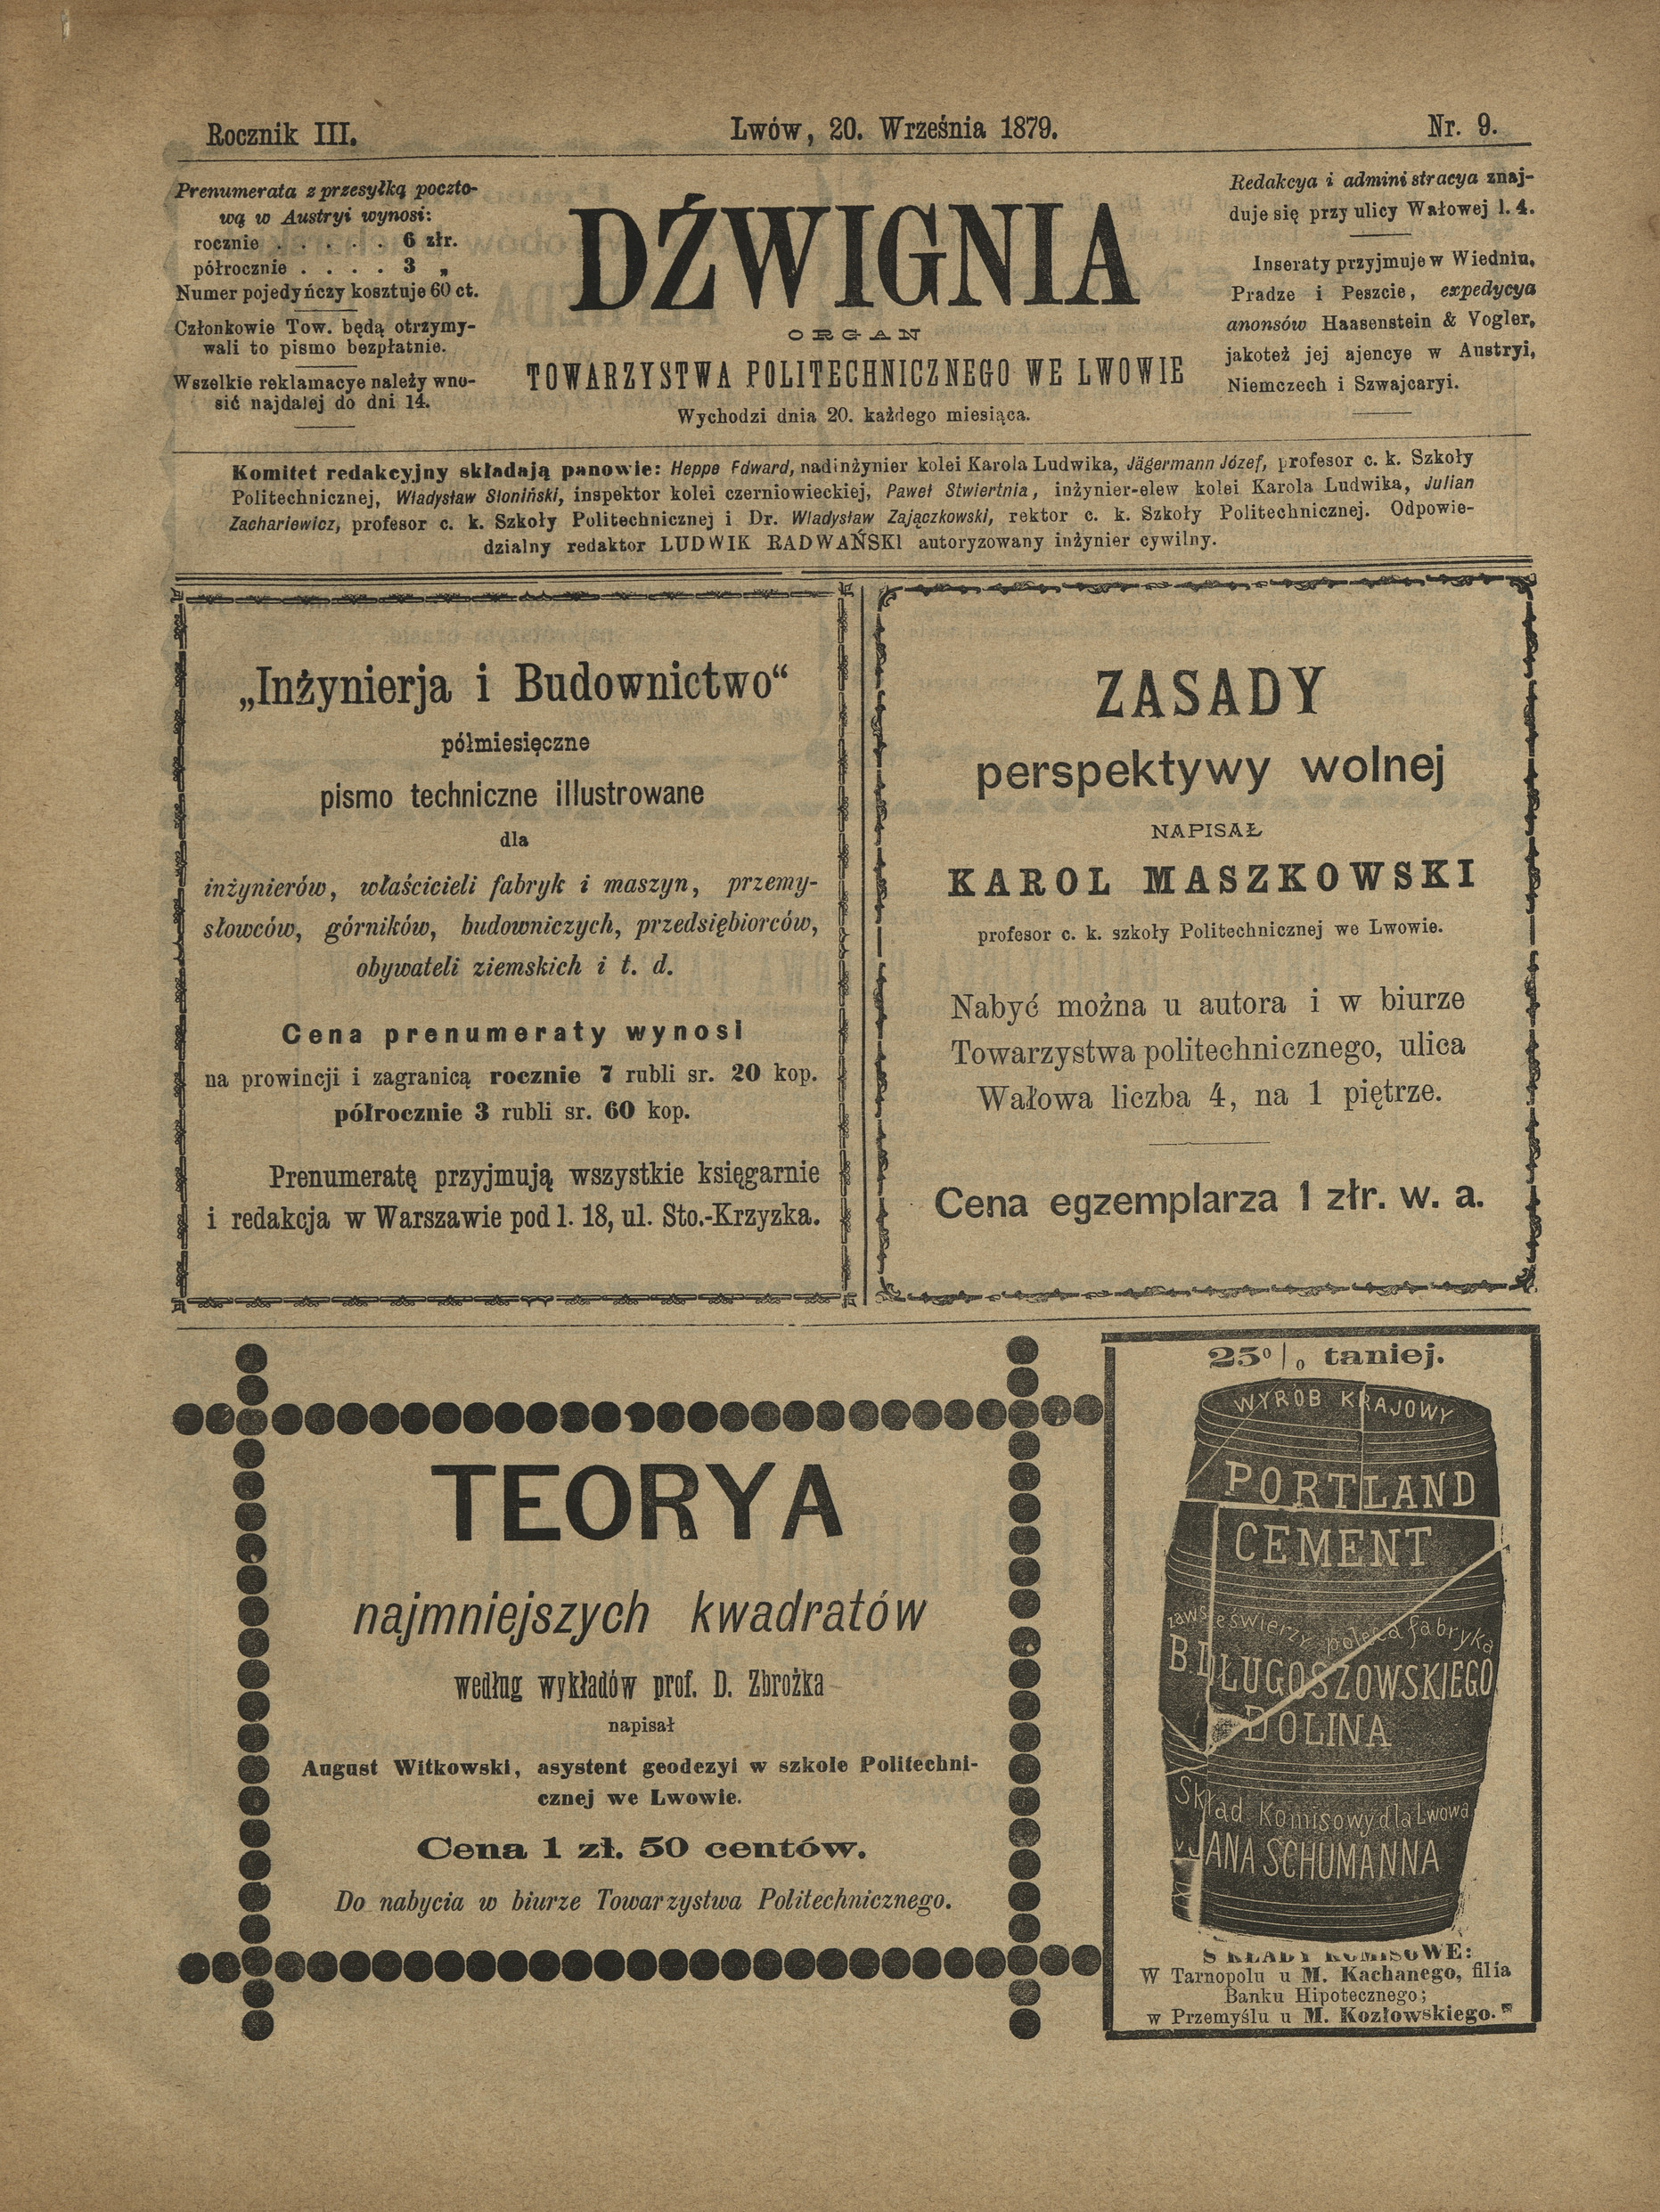 Rocznik III.
Lwów, 20. Września 1879.
Nr. 9.
Prenumerata z przesyłką poczto-
wą w Austryi wynosi:
rocznie . . . . . 6 złr.
półrocznie . . . . 3 „
Numer pojedyńczy kosztuje 60 ct.
Członkowie Tow. będą otrzymy-
wali to pismo bezpłatnie.
Wszelkie reklamacye należy wno-
sić najdalej do dni 14.
DŹWIGNIA
ORGAN
TOWARZYSTWA POLITECHNICZNEGO WE LWOWIE
Wychodzi dnia 20. każdego miesiąca.
Redakcya i administracya znaj-
duje się przy ulicy Wałowej l. 4.
Inseraty przyjmuje w Wiedniu,
Pradze i Peszcie, expedycya
anonsów Haasenstein & Vogler,
jakoteż jej ajencye w Austryi,
Niemczech i Szwajcaryi.
Komitet redakcyjny składają panowie: Heppe Edward, nadinżynier kolei Karola Ludwika, Jägermann Józef, profesor c. k. Szkoły
Politechnicznej, Władysław Słoniński, inspektor kolei czerniowieckiej, Paweł Stwiertnia, inżynier-elew kolei Karola Ludwika, Julian
Zachariewicz, profesor c. k. Szkoły Politechnicznej i Dr. Władysław Zajączkowski, rektor c. k. Szkoły Politechnicznej. Odpowie-
dzialny redaktor LUDWIK RADWAŃSKI autoryzowany inżynier cywilny.
„Inżynierja i Budownictwo“
półmiesięczne
pismo techniczne illustrowane
dla
inżynierów, właścicieli fabryk i maszyn, przemy-
słowców, górników, budowniczych, przedsiębiorców,
obywateli ziemskich i t. d.
Cena prenumeraty wynosi
na prowincji i zagranicą rocznie 7 rubli sr. 20 kop.
półrocznie 3 rubli sr. 60 kop.
Prenumeratę przyjmują wszystkie księgarnie
i redakcja w Warszawie pod l. 18, ul. Sto.-Krzyzka.
ZASADY
perspektywy wolnej
NAPISAŁ
KAROL MASZKOWSKI
profesor c. k. szkoły Politechnicznej we Lwowie.
Nabyć można u autora i w biurze
Towarzystwa politechnicznego, ulica
Wałowa liczba 4, na 1 piętrze.
Cena egzemplarza 1 złr. w. a.
TEORYA
najmniejszych kwadratów
według wykładów prof. D. Zbrożka
napisał
August Witkowski, asystent geodezyi w szkole Politechni-
cznej we Lwowie.
Cena 1 zł. 50 centów.
Do nabycia w biurze Towarzystwa Politechnicznego.
25% taniej.
WYRÓB KRAJOWY
PORTLAND
CEMENT
zawsze świerzy poleca fabryka
B. DŁUGOSZOWSKIEGO
DOLINA
Skład Komisowy dla Lwowa
JANA SCHUMANNA
SKŁADY KOMISOWE:
W Tarnopolu u M. Kachanego, filia
Banku Hipotecznego;
w Przemyślu u M. Kozłowskiego.